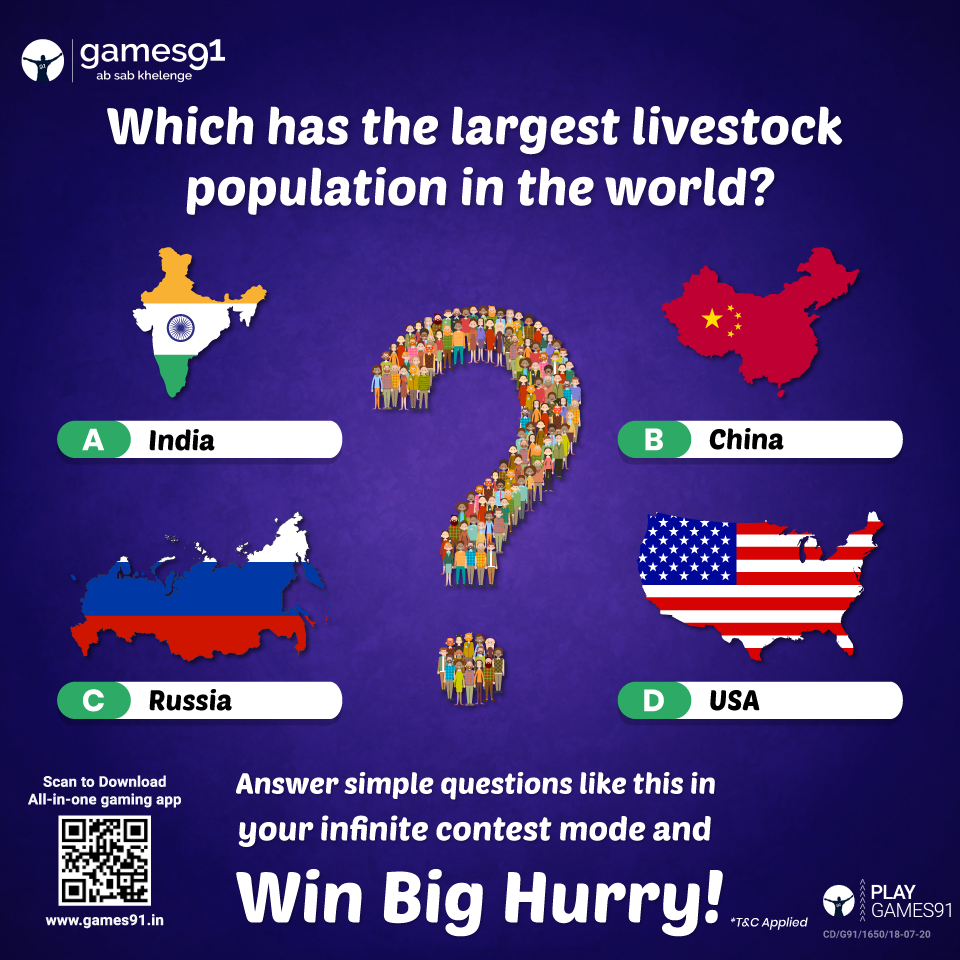 games91
ab sab khelenge
Which has the largest livestock
population in the world?
A India
B China
C Russia
D USA
Scan to Download
All-in-one gaming app
www.games91.in
Answer simple questions like this in
your infinite contest mode and
Win Big Hurry!
*T&C Applied
PLAY
GAMES91
CD/G91/1650/18-07-20